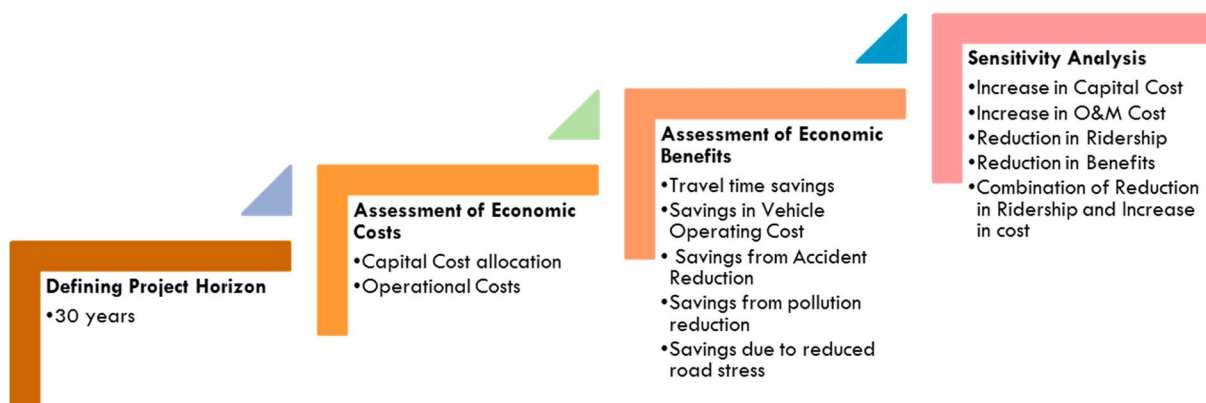 Defining Project Horizon
•30 years
Assessment of Economic
Costs
•Capital Cost allocation
•Operational Costs
Assessment of Economic
Benefits
•Travel time savings
•Savings in Vehicle
Operating Cost
• Savings from Accident
Reduction
•Savings from pollution
reduction
•Savings due to reduced
road stress
Sensitivity Analysis
•Increase in Capital Cost
•Increase in O&M Cost
•Reduction in Ridership
•Reduction in Benefits
•Combination of Reduction
in Ridership and Increase
in cost